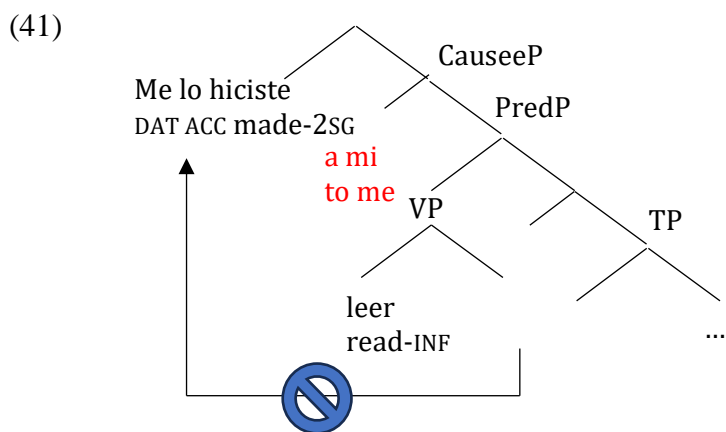 (41)
CauseeP
Me lo hiciste
DAT ACC made-2SG
PredP
a mi
to me
VP
TP
leer
read-INF
...